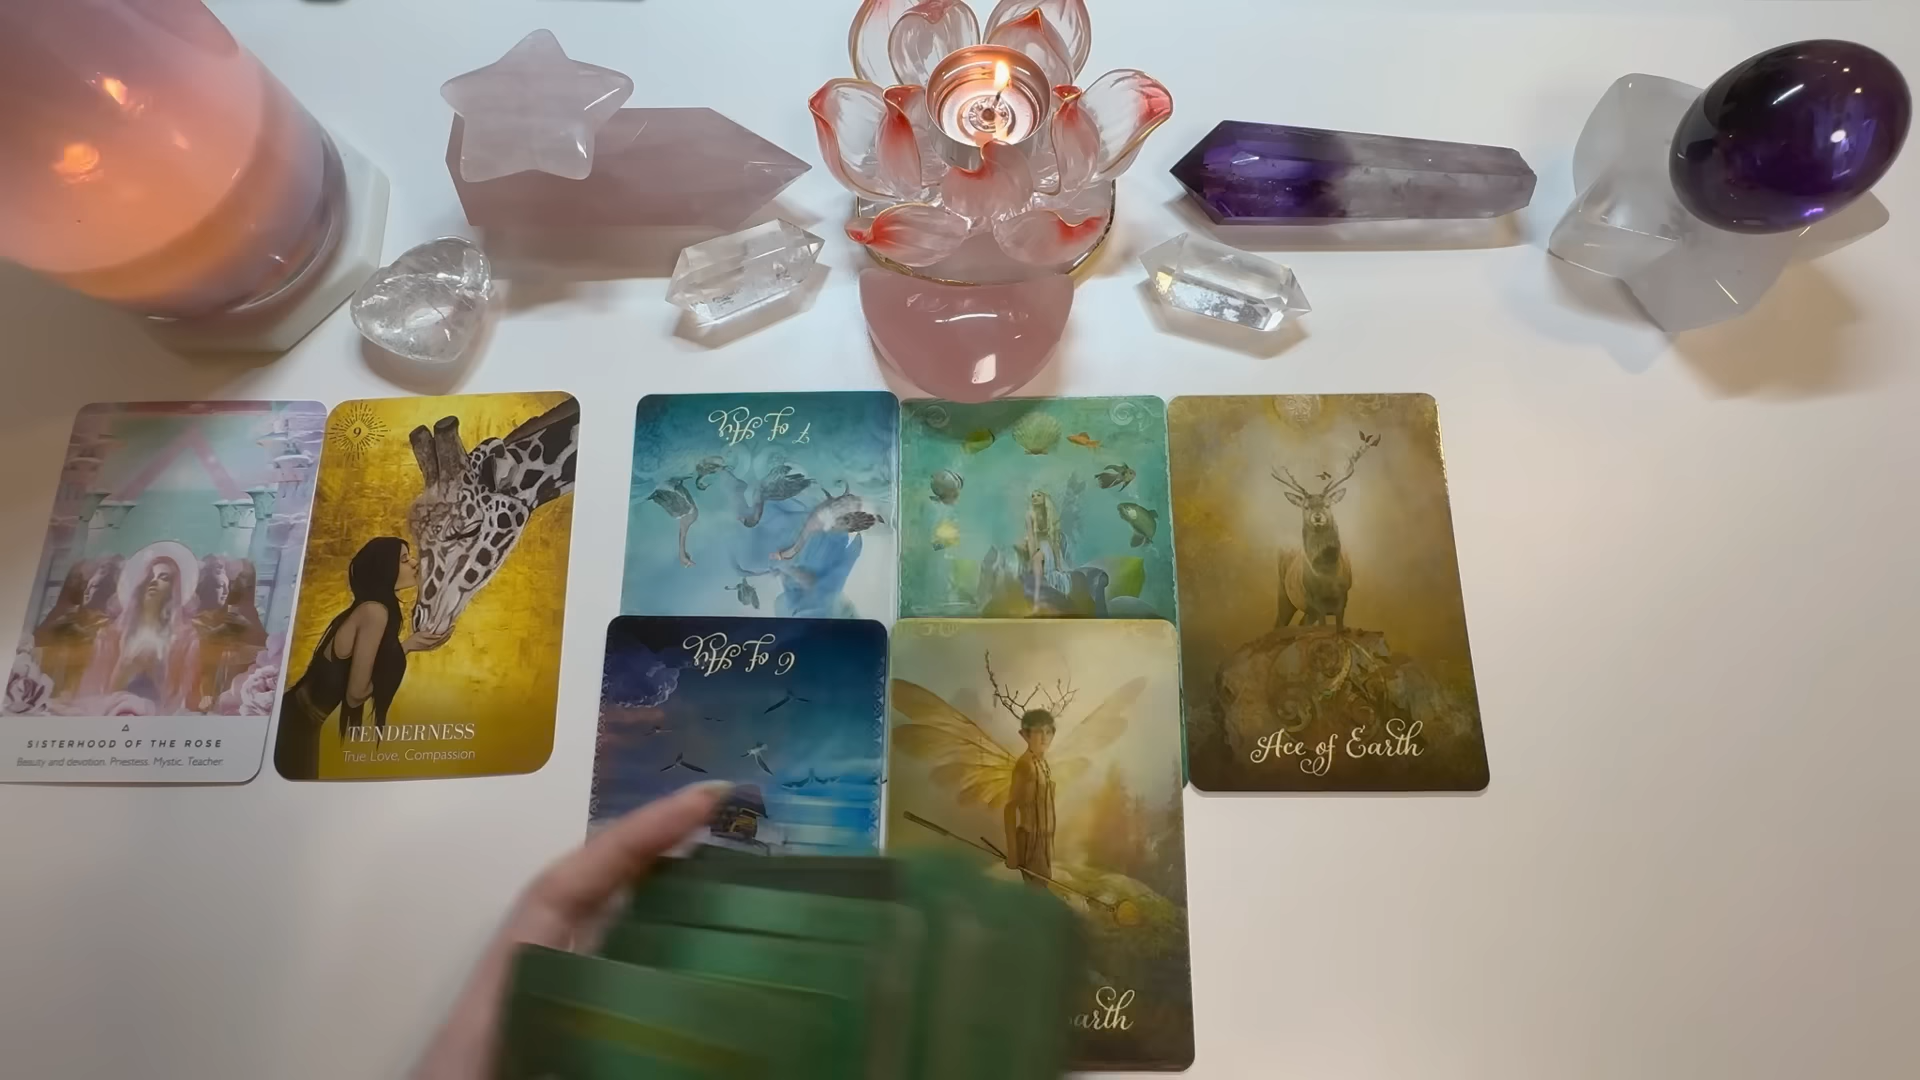 SISTERHOOD OF THE ROSE
Beauty and devotion. Priestess. Mystic. Teacher.
9
TENDERNESS
True Love, Compassion
7 of Air
6 of Air
Ace of Earth
arth